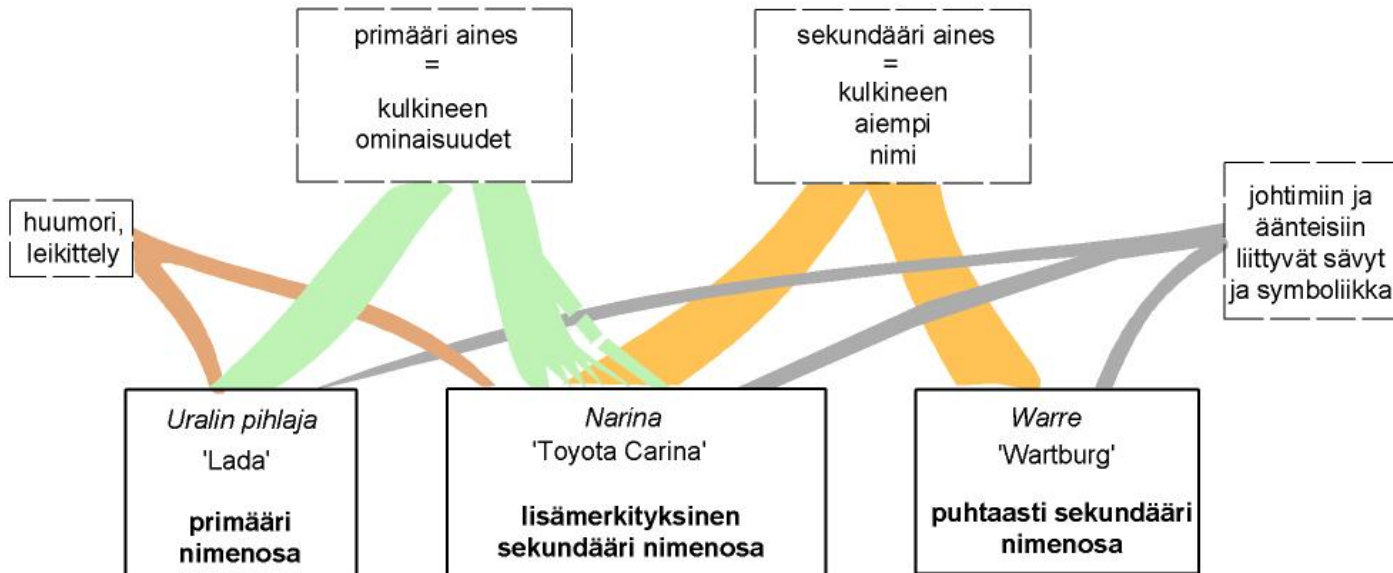 primääri aines
=
kulkineen
ominaisuudet
sekundääri aines
=
kulkineen
aiempi
nimi
huumori,
leikittely
johtimiin ja
äänteisiin
liittyvät sävyt
ja symboliikka
Uralin pihlaja
'Lada'
primääri
nimenosa
Narina
'Toyota Carina'
lisämerkityksinen
sekundääri nimenosa
Warre
'Wartburg'
puhtaasti sekundääri
nimenosa